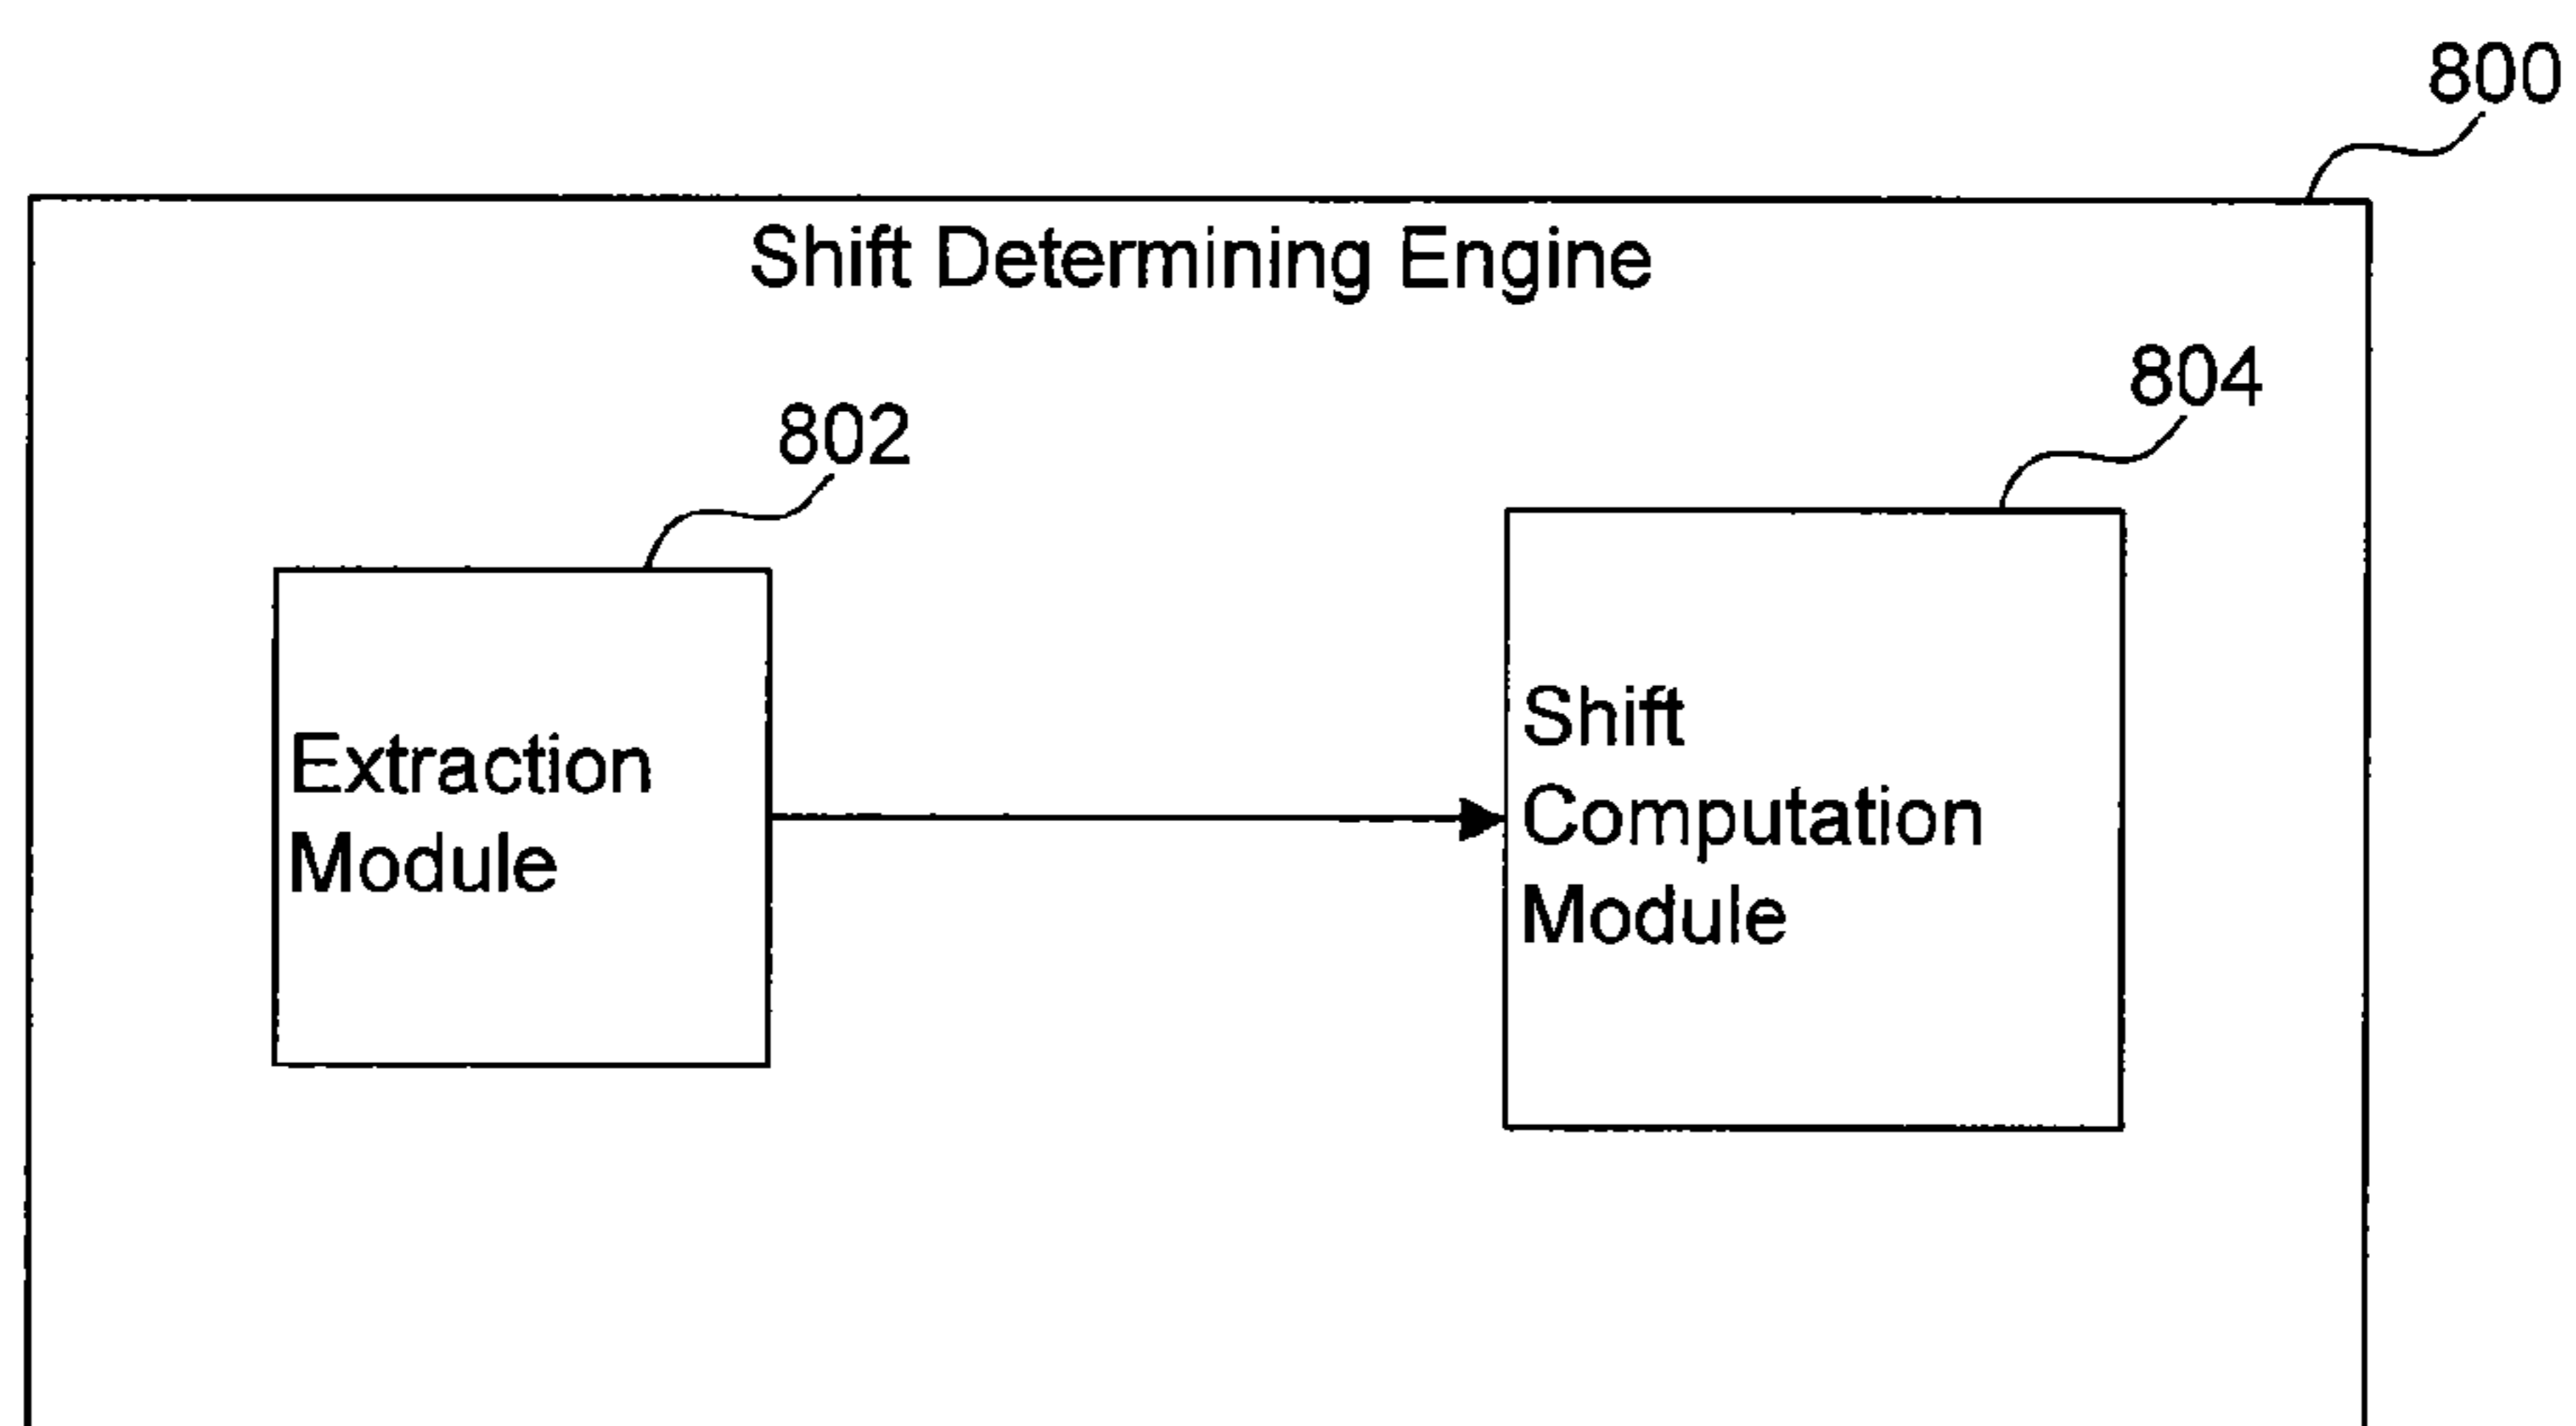 800
Shift Determining Engine
804
802
Extraction
Module
Shift
Computation
Module